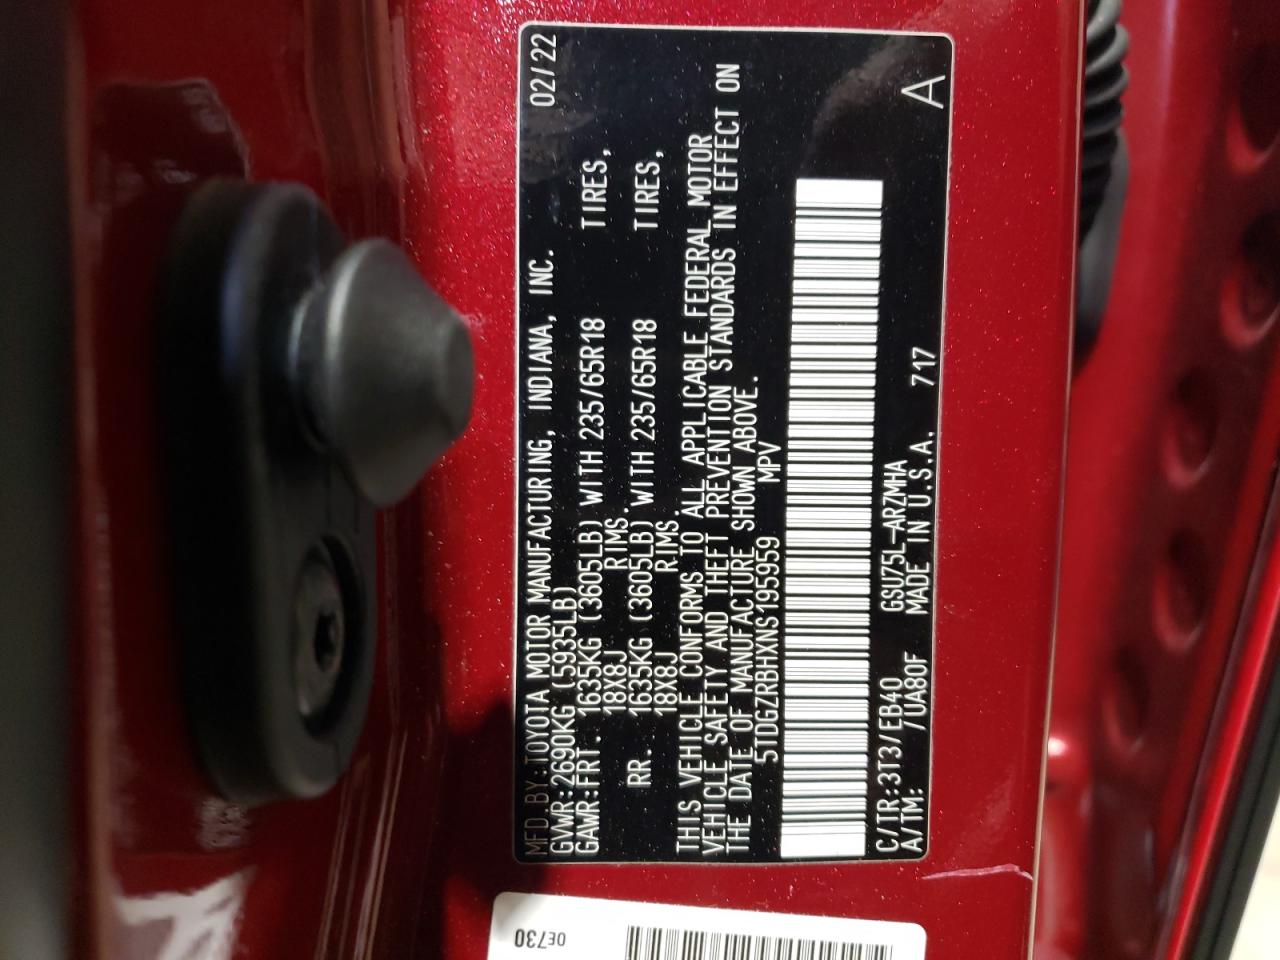 MFD.BY:TOYOTA MOTOR MANUFACTURING, INDIANA, INC. 02/22
GVWR:2690KG (5935LB)
GAWR:FRT. 1635KG (3605LB) WITH 235/65R18 TIRES,
18X8J RIMS.
RR. 1635KG (3605LB) WITH 235/65R18 TIRES,
18X8J RIMS.
THIS VEHICLE CONFORMS TO ALL APPLICABLE FEDERAL MOTOR
VEHICLE SAFETY AND THEFT PREVENTION STANDARDS IN EFFECT ON
THE DATE OF MANUFACTURE SHOWN ABOVE.
5TDGZRBHXNS195959 MPV
C/TR:3T3/EB40 GSU75L-ARZMHA
A/TM: /UA80F MADE IN U.S.A. 717
A
0E730